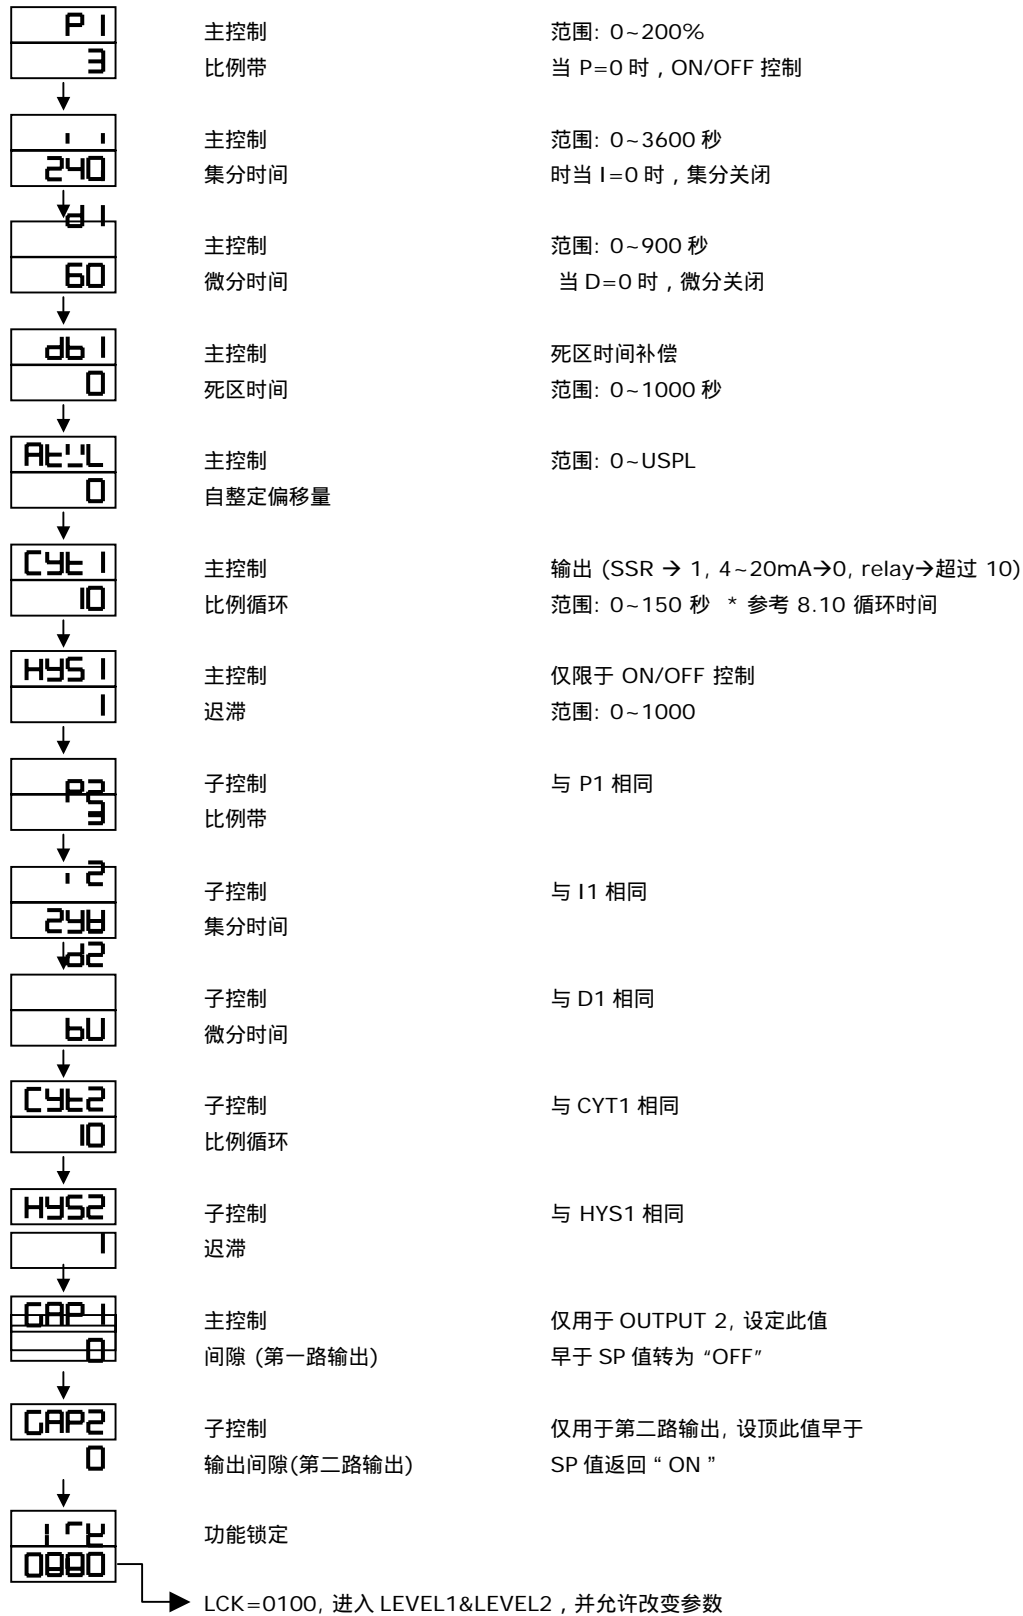 P1 主控制 范围: 0~200%
3 比例带 当 P=0 时 , ON/OFF 控制
i 1 主控制 范围: 0~3600 秒
240 集分时间 时当 I=0 时 , 集分关闭
d1
主控制 范围: 0~900 秒
60 微分时间 当 D=0 时 , 微分关闭
db1 主控制 死区时间补偿
0 死区时间 范围: 0~1000 秒
主控制 范围: 0~USPL
0 自整定偏移量
CYt1 主控制 输出 (SSR → 1, 4~20mA→0, relay→超过 10)
10 比例循环 范围: 0~150 秒 * 参考 8.10 循环时间
HYS1 主控制 仅限于 ON/OFF 控制
1 迟滞 范围: 0~1000
P2 子控制 与 P1 相同
3 比例带
i2 子控制 与 I1 相同
集分时间
d2
子控制 与 D1 相同
微分时间
CYt2 子控制 与 CYT1 相同
10 比例循环
HYS2 子控制 与 HYS1 相同
1 迟滞
GAP1 主控制 仅用于 OUTPUT 2, 设定此值
0 间隙 (第一路输出) 早于 SP 值转为 “OFF”
GAP2 子控制 仅用于第二路输出, 设顶此值早于
0 输出间隙(第二路输出) SP 值返回 “ ON ”
功能锁定
LCK=0100, 进入 LEVEL1&LEVEL2 , 并允许改变参数